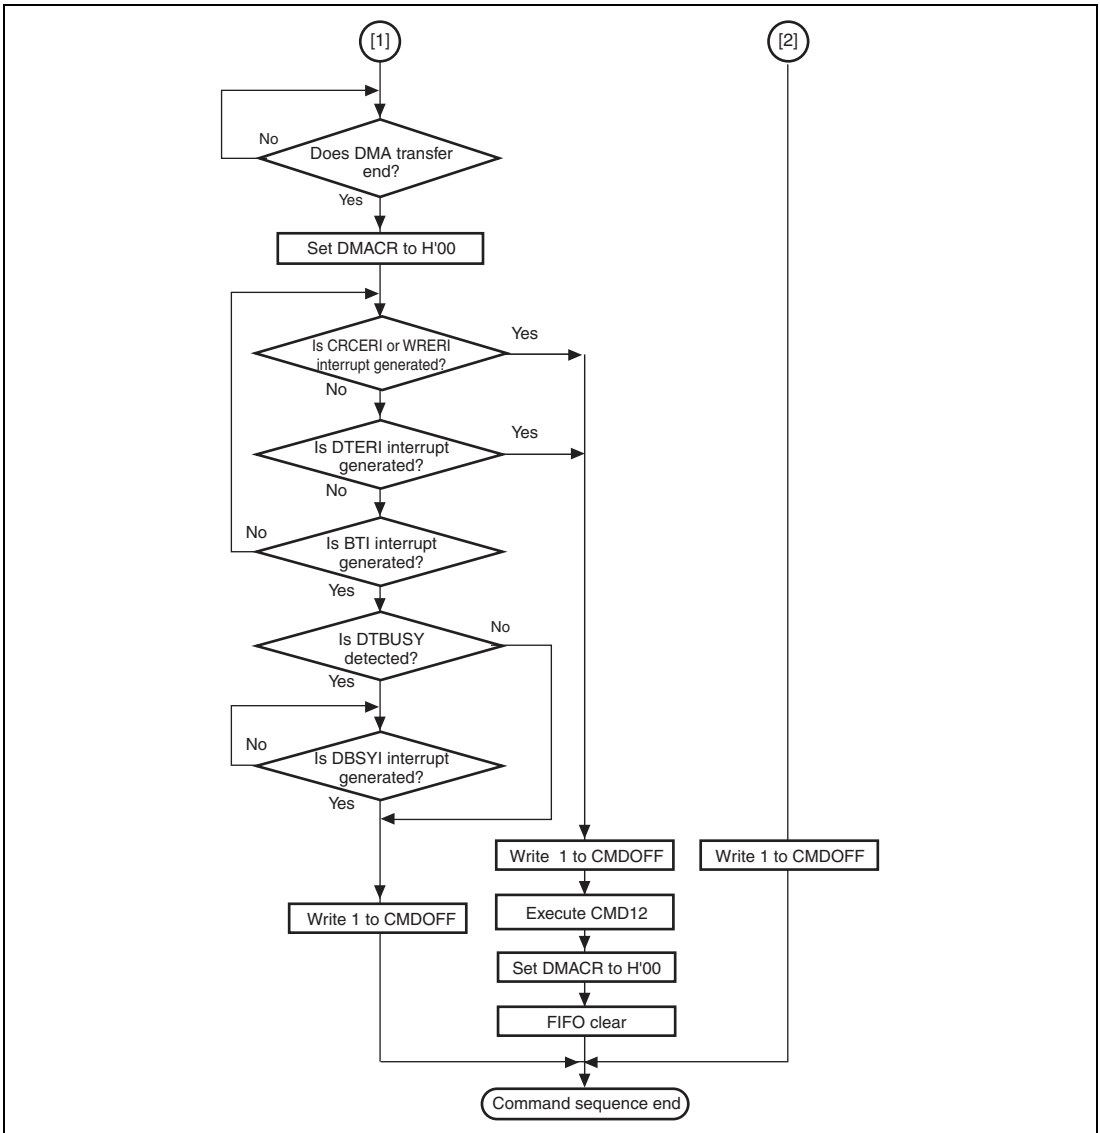 [1]
[2]
No
Does DMA transfer
end?
Yes
Set DMACR to H'00
Yes
Is CRCERI or WRERI
interrupt generated?
No
Yes
Is DTERI interrupt
generated?
No
No
Is BTI interrupt
generated?
Yes
No
Is DTBUSY
detected?
Yes
No
Is DBSYI interrupt
generated?
Yes
Write 1 to CMDOFF
Write 1 to CMDOFF
Execute CMD12
Write 1 to CMDOFF
Set DMACR to H'00
FIFO clear
Command sequence end